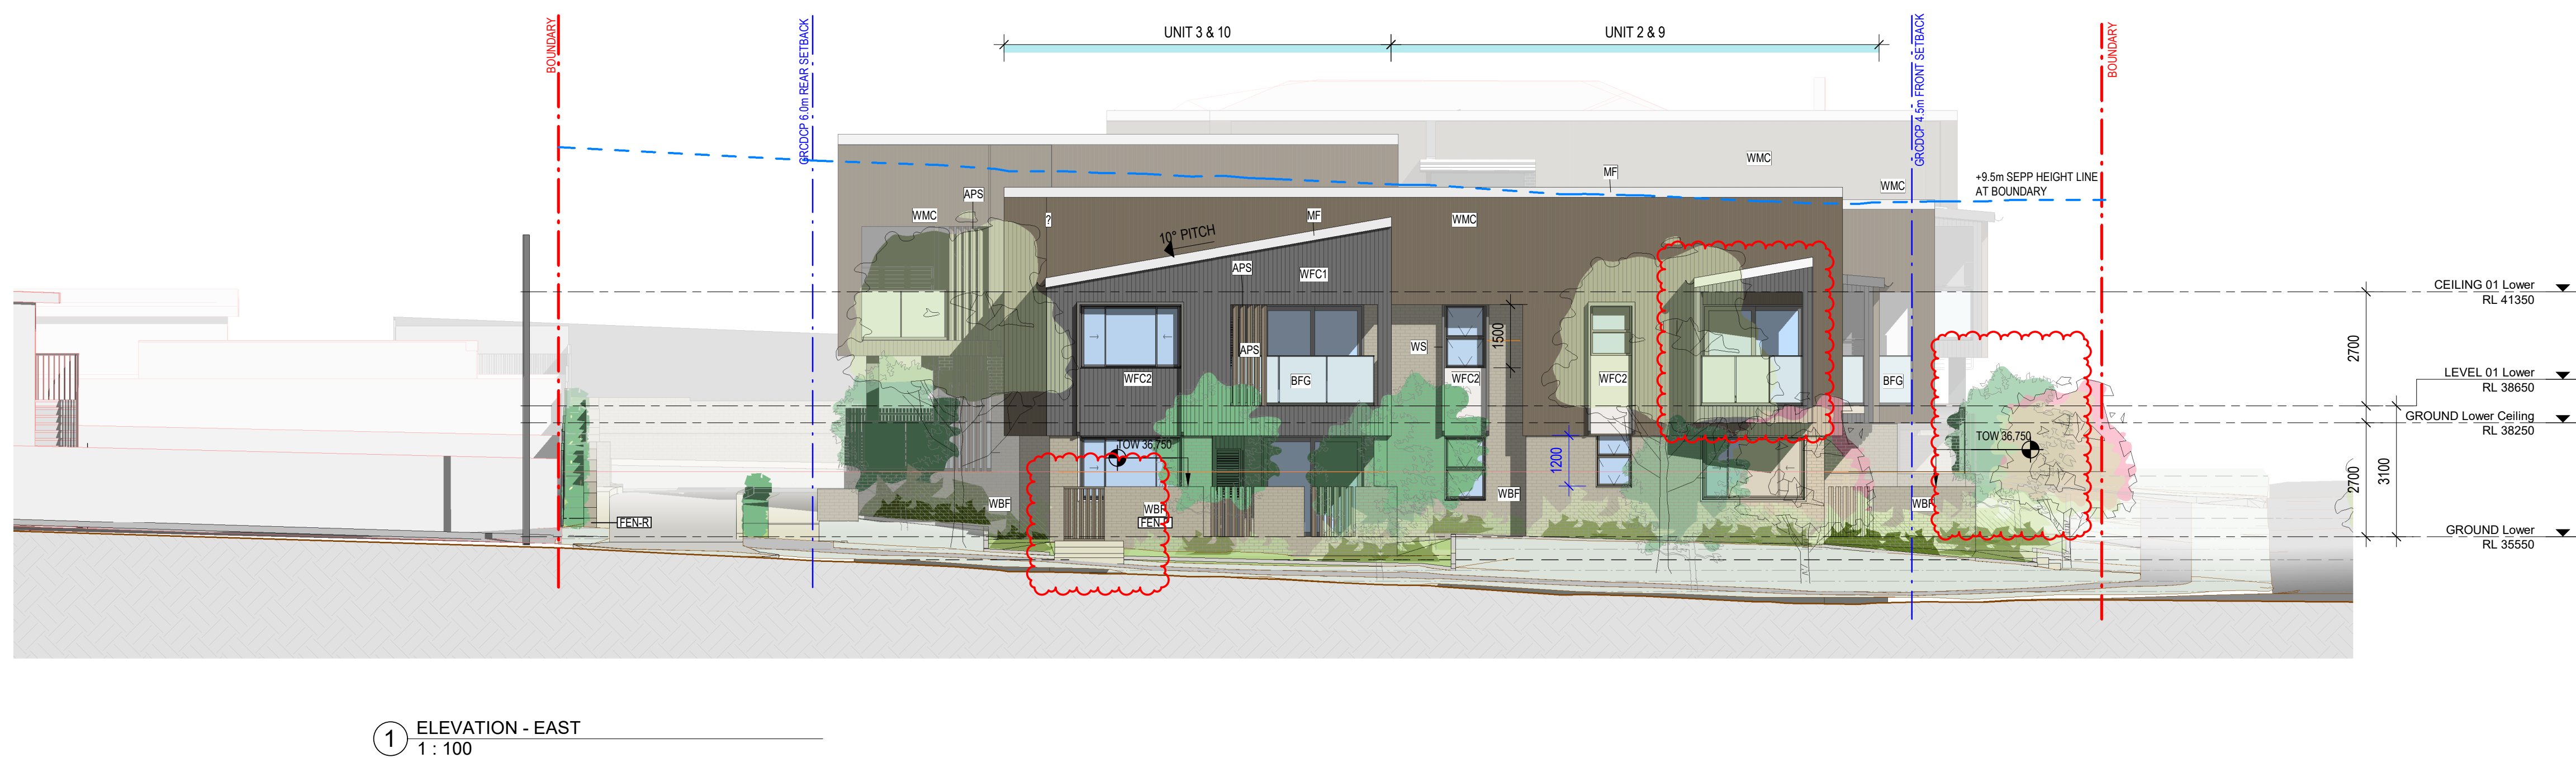 BOUNDARY
GRCDCP 6.0m REAR SETBACK
UNIT 3 & 10
UNIT 2 & 9
GRCDCP 4.5m FRONT SETBACK
BOUNDARY
+9.5m SEPP HEIGHT LINE
AT BOUNDARY
WMC
MF
WMC
APS
WMC
?
MF
WMC
10° PITCH
APS
WFC1
CEILING 01 Lower
RL 41350
1500
WS
APS
2700
WFC2
BFG
WFC2
WFC2
BFG
LEVEL 01 Lower
RL 38650
GROUND Lower Ceiling
RL 38250
TOW 36,750
TOW 36,750
1200
2700
3100
WBF
WBF
WBF
WBF
FEN-R
FEN-
GROUND Lower
RL 35550
1
ELEVATION - EAST
1 : 100